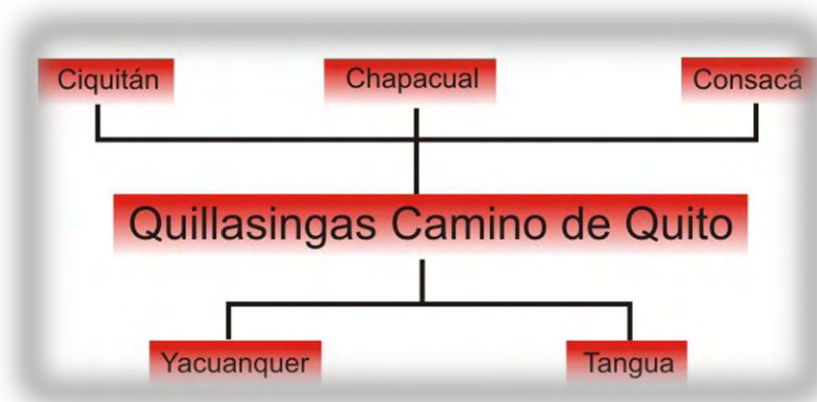 Ciquitán
Chapacual
Consacá
Quillasingas Camino de Quito
Yacuanquer
Tangua